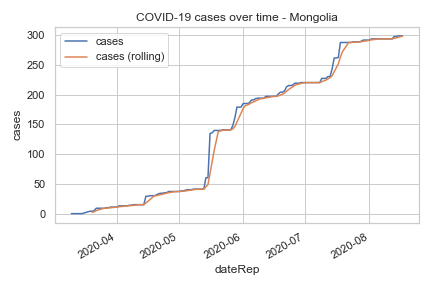 COVID-19 cases over time - Mongolia
cases
cases (rolling)
300
250
200
150
100
50
0
cases
2020-04
2020-05
2020-06
2020-07
2020-08
dateRep